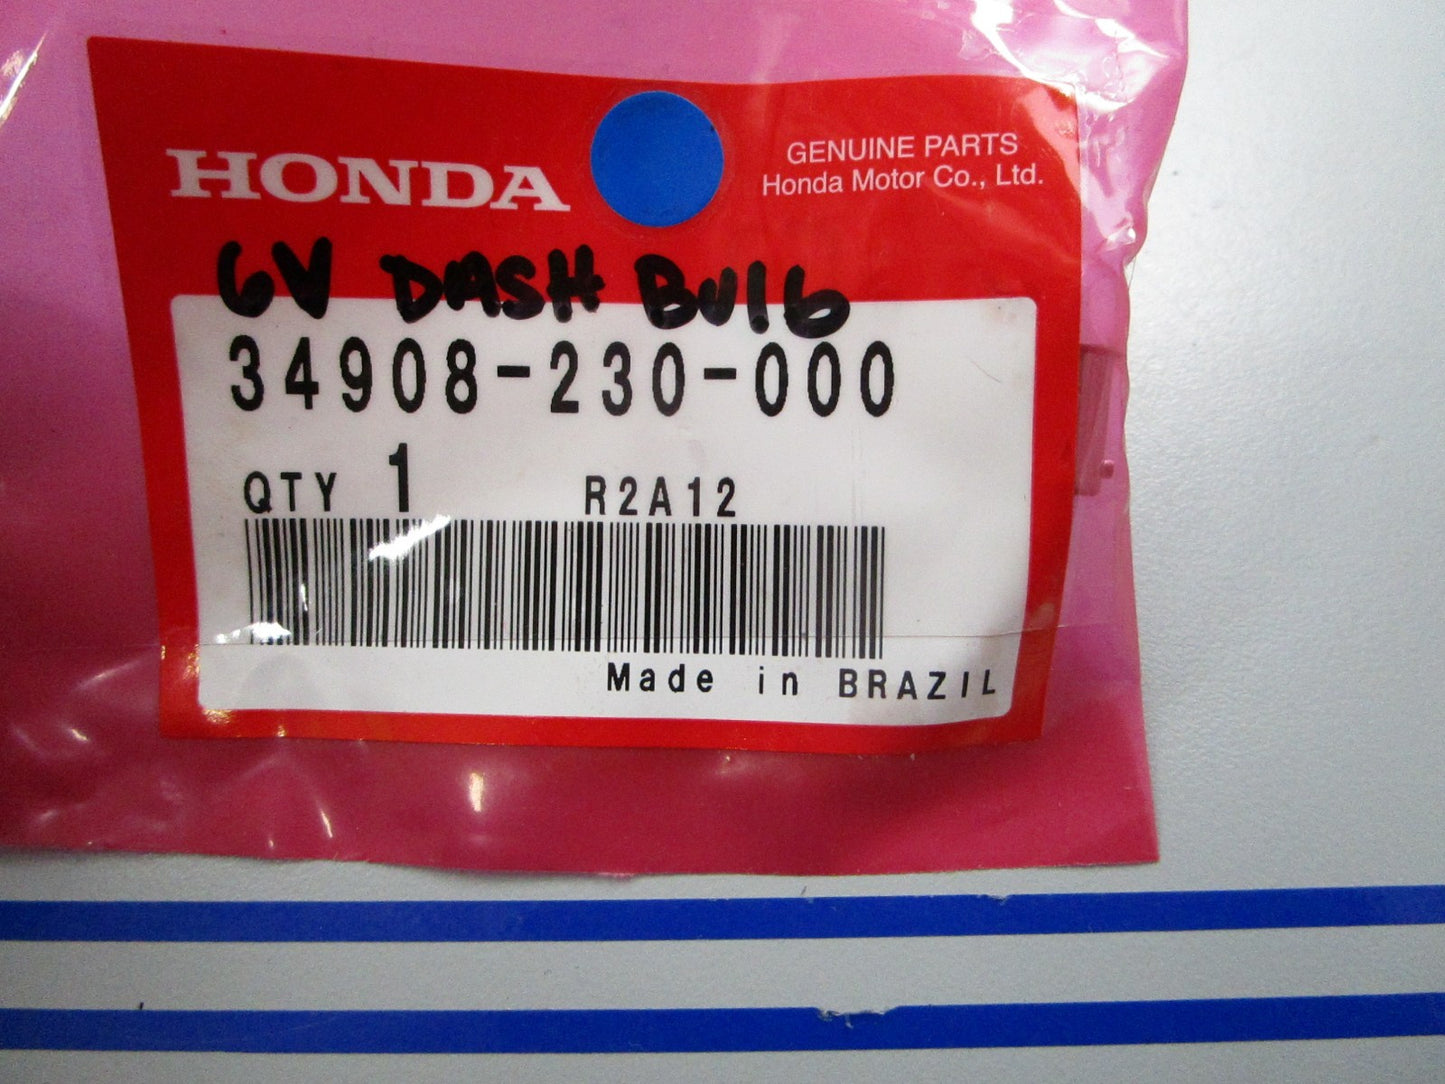 HONDA
GENUINE PARTS
Honda Motor Co., Ltd.
6V DASH Bulb
34908-230-000
QTY 1 R2A12
Made in BRAZIL